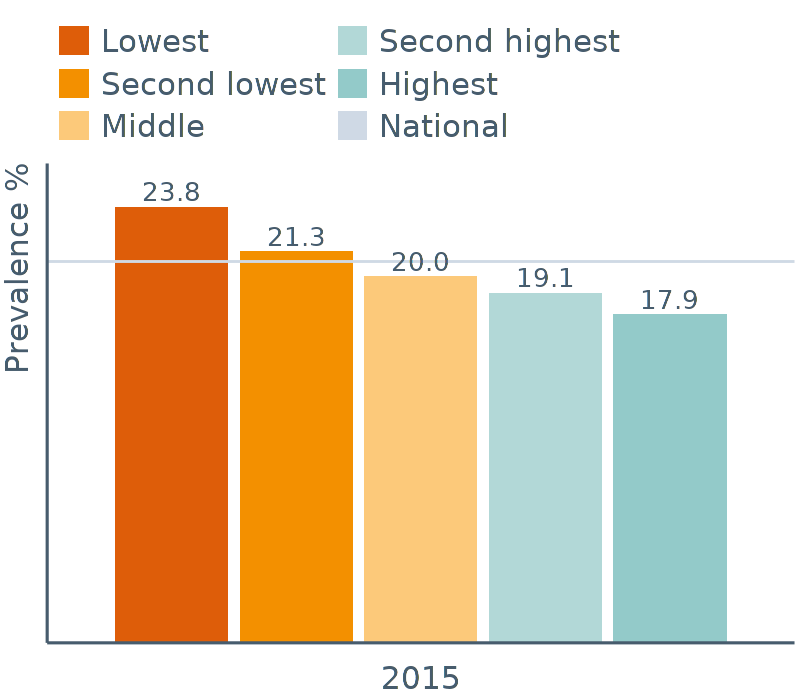 Lowest
Second lowest
Middle
Second highest
Highest
National
Prevalence %
23.8
21.3
20.0
19.1
17.9
2015